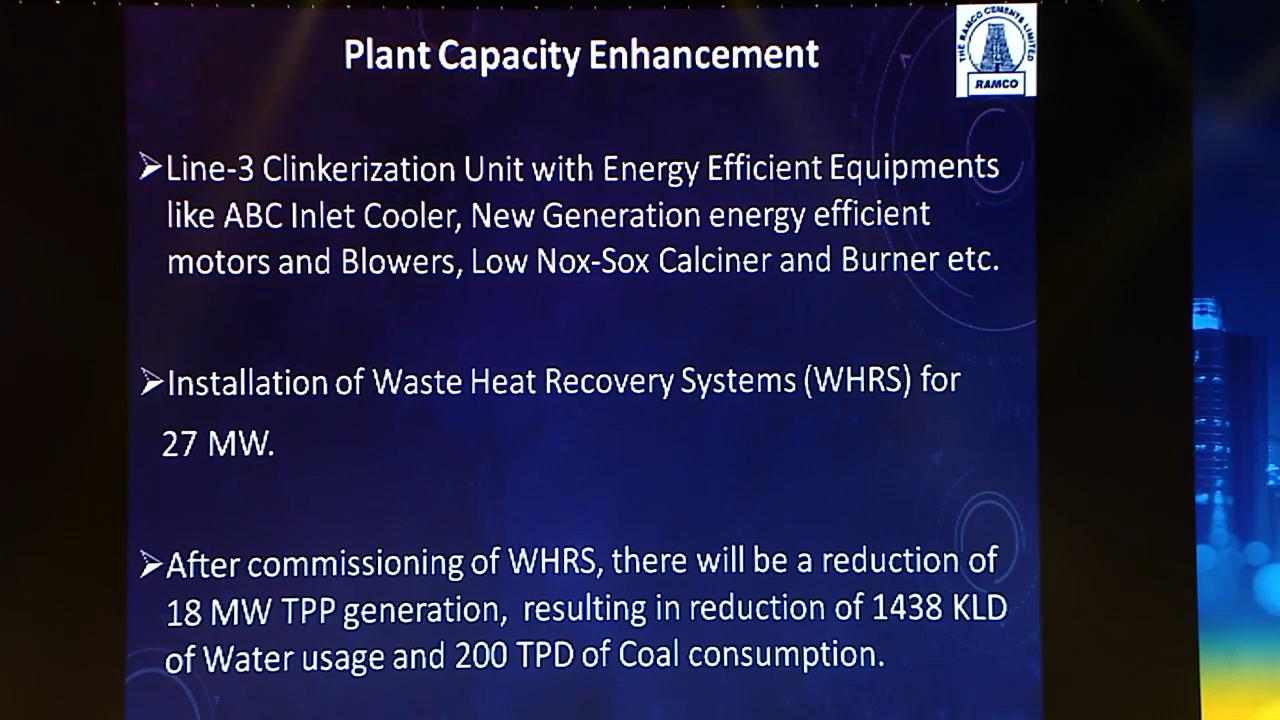 Plant Capacity Enhancement
THE RAMCO CEMENTS LIMITED
RAMCO
➢Line-3 Clinkerization Unit with Energy Efficient Equipments
like ABC Inlet Cooler, New Generation energy efficient
motors and Blowers, Low Nox-Sox Calciner and Burner etc.
➢Installation of Waste Heat Recovery Systems (WHRS) for
27 MW.
➢After commissioning of WHRS, there will be a reduction of
18 MW TPP generation, resulting in reduction of 1438 KLD
of Water usage and 200 TPD of Coal consumption.